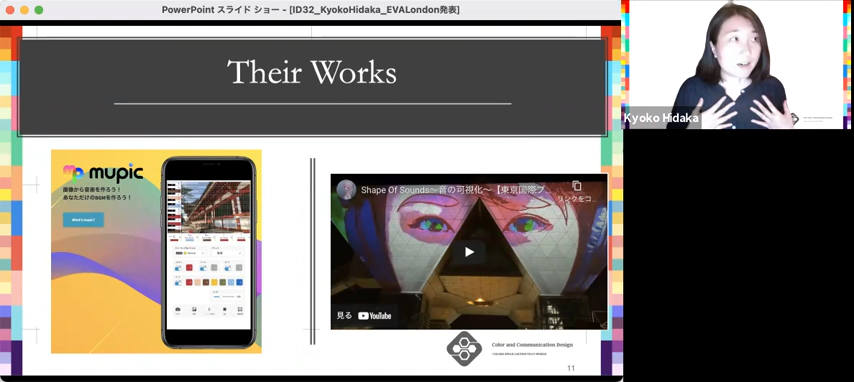 PowerPoint スライド ショー - [ID32_KyokoHidaka_EVALondon発表]
Their Works
mupic
画像から音楽を作ろう！
あなただけのBGMを作ろう！
What's mupic?
Shape Of Sounds〜音の可視化〜【東京国際プ...
リンクをコ...
見る YouTube
Color and Communication Design
11
Kyoko Hidaka